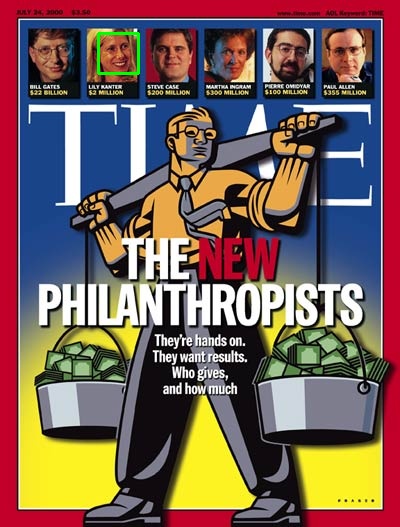 JULY 24, 2000 $3.50 www.time.com AOL Keyword: TIME
BILL GATES
$22 BILLION
LILY KANTER
$2 MILLION
STEVE CASE
$200 MILLION
MARTHA INGRAM
$300 MILLION
PIERRE OMIDYAR
$100 MILLION
PAUL ALLEN
$355 MILLION
TIME
THE NEW
PHILANTHROPISTS
They're hands on.
They want results.
Who gives,
and how much
FRASER